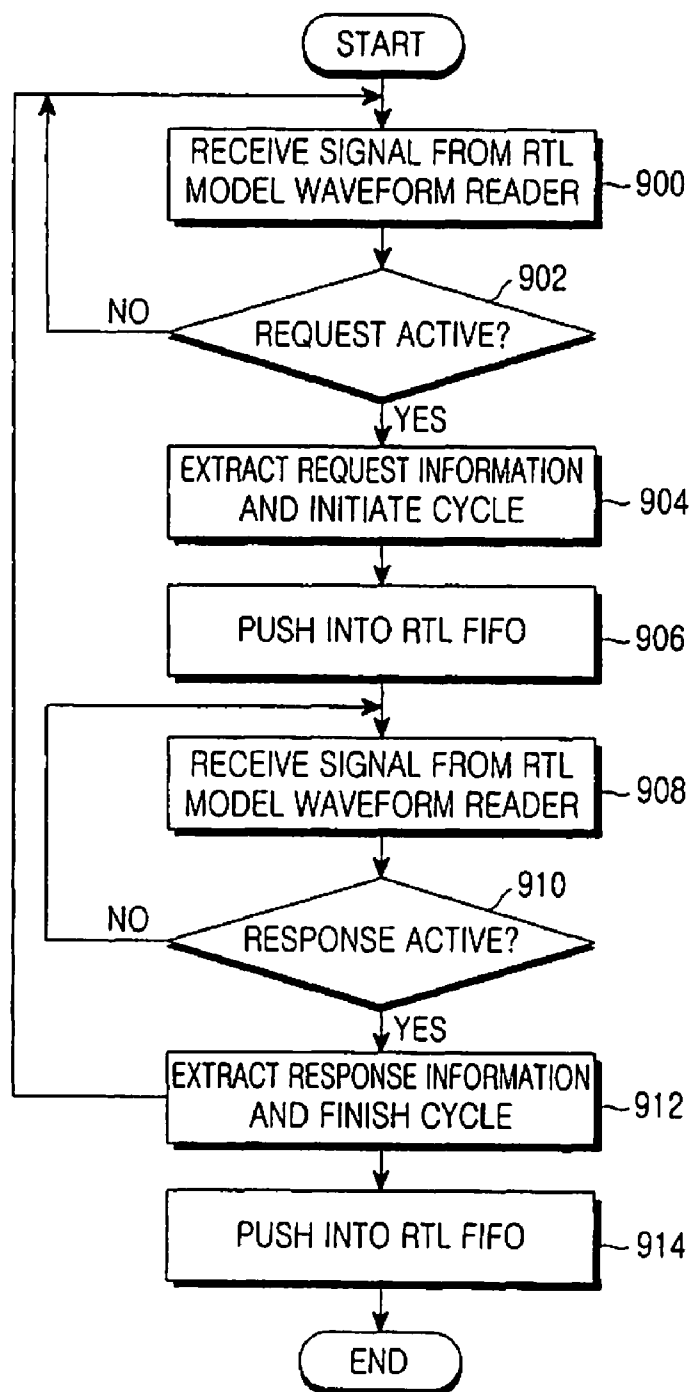 START
RECEIVE SIGNAL FROM RTL
MODEL WAVEFORM READER
900
902
NO
REQUEST ACTIVE?
YES
EXTRACT REQUEST INFORMATION
AND INITIATE CYCLE
904
PUSH INTO RTL FIFO
906
RECEIVE SIGNAL FROM RTL
MODEL WAVEFORM READER
908
910
NO
RESPONSE ACTIVE?
YES
EXTRACT RESPONSE INFORMATION
AND FINISH CYCLE
912
PUSH INTO RTL FIFO
914
END